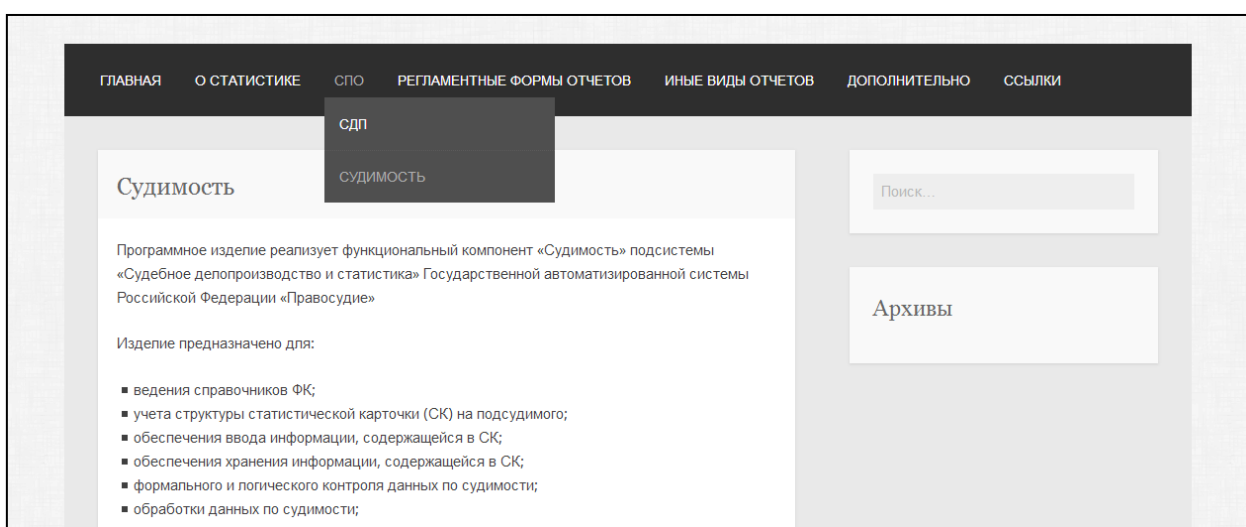 ГЛАВНАЯ О СТАТИСТИКЕ СПО РЕГЛАМЕНТНЫЕ ФОРМЫ ОТЧЕТОВ ИНЫЕ ВИДЫ ОТЧЕТОВ ДОПОЛНИТЕЛЬНО ССЫЛКИ
СДП
СУДИМОСТЬ
Судимость
Программное изделие реализует функциональный компонент «Судимость» подсистемы
«Судебное делопроизводство и статистика» Государственной автоматизированной системы
Российской Федерации «Правосудие»
Изделие предназначено для:
▪ ведения справочников ФК;
▪ учета структуры статистической карточки (СК) на подсудимого;
▪ обеспечения ввода информации, содержащейся в СК;
▪ обеспечения хранения информации, содержащейся в СК;
▪ формального и логического контроля данных по судимости;
▪ обработки данных по судимости;
Поиск...
Архивы